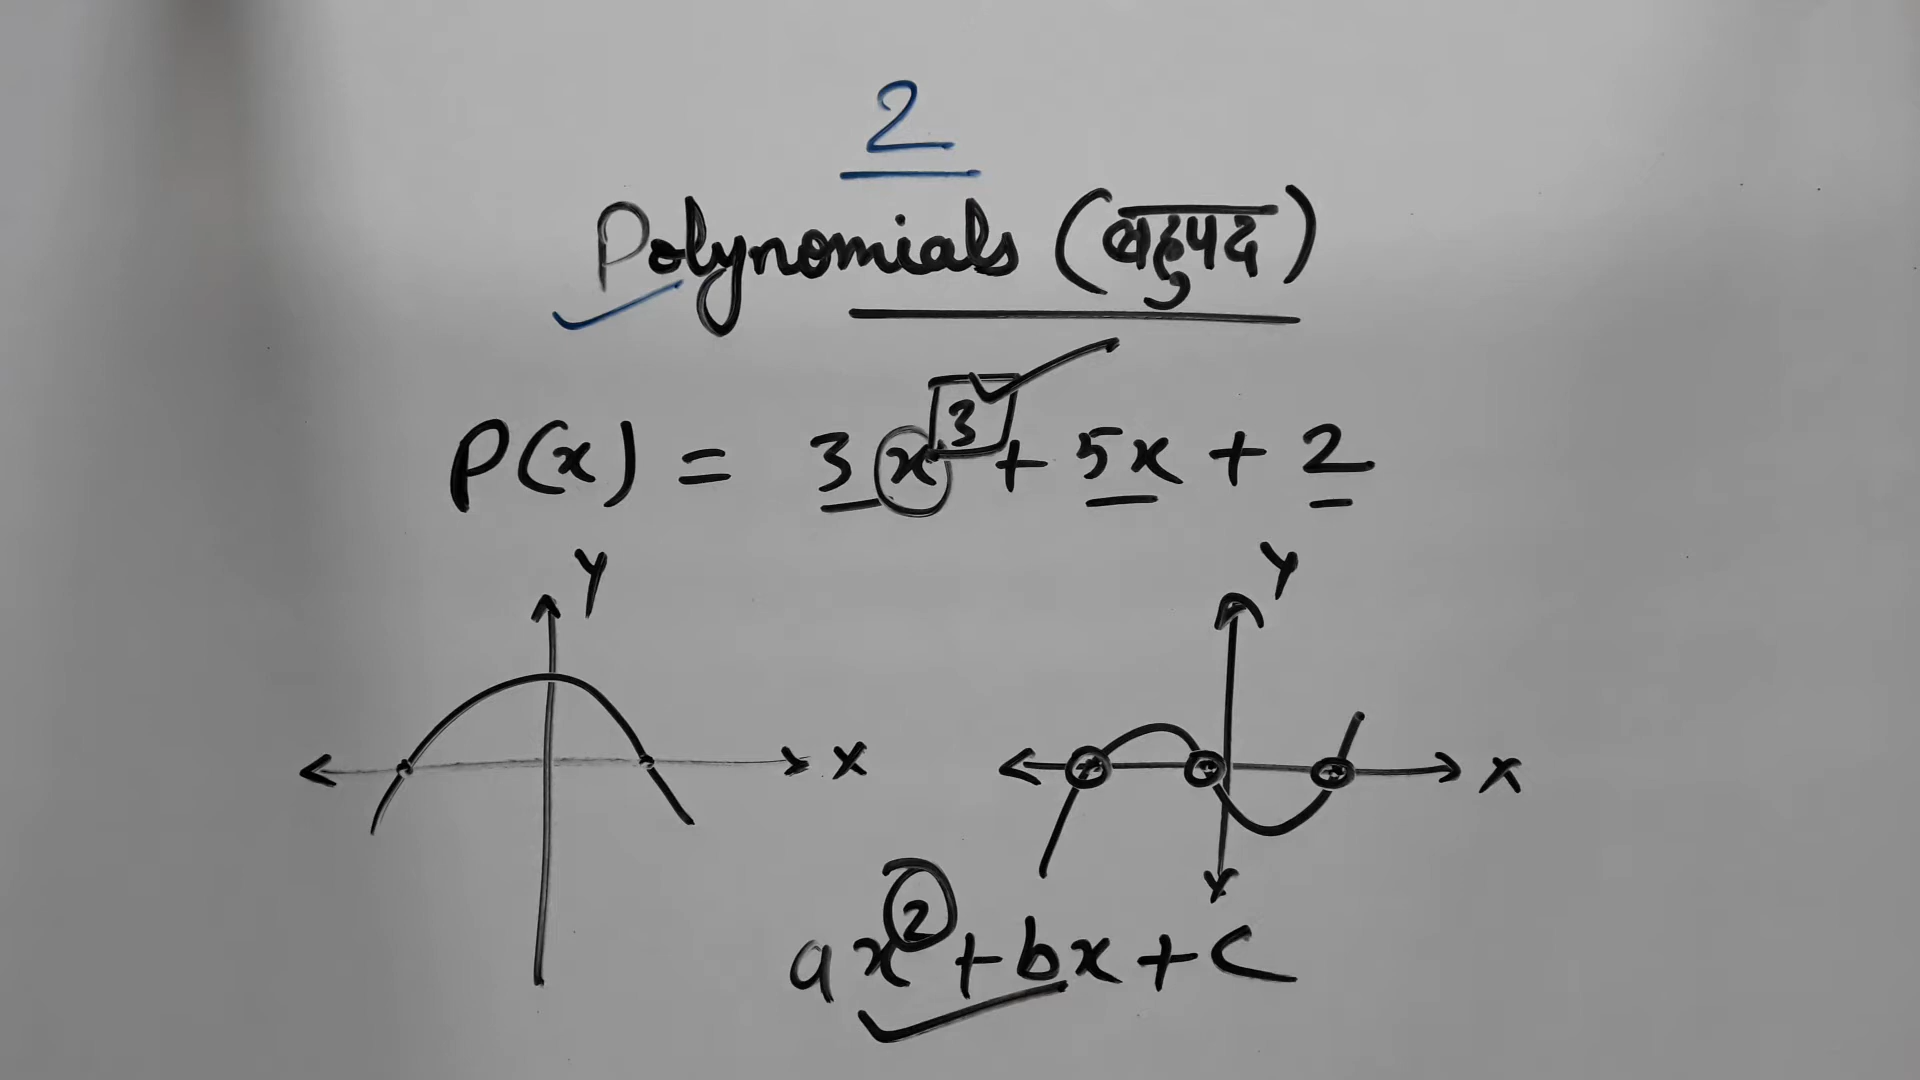 2
Polynomials (बहुपद)
P(x) = 3x³ + 5x + 2
Y Y
X X
Y
ax² + bx + c